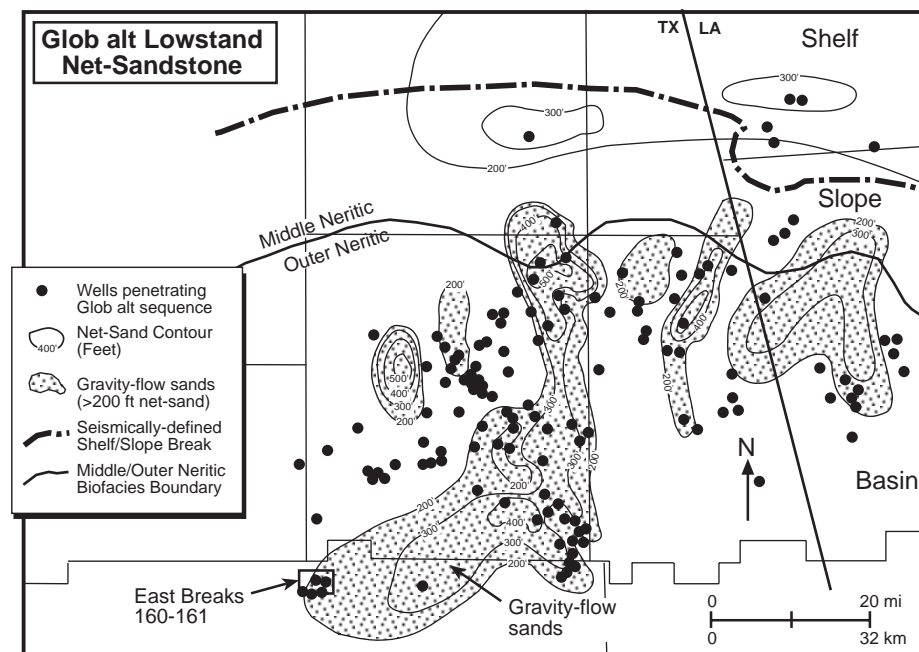 Glob alt Lowstand
Net-Sandstone
TX
LA
Shelf
300'
300'
200'
Slope
Middle Neritic
Outer Neritic
400'
500'
200'
200'
300'
200'
400'
200'
500'
400'
300'
200'
300'
300'
200'
200'
200'
300'
400'
300'
200'
Wells penetrating
Glob alt sequence
400'
Net-Sand Contour
(Feet)
Gravity-flow sands
(>200 ft net-sand)
Seismically-defined
Shelf/Slope Break
Middle/Outer Neritic
Biofacies Boundary
N
Basin
East Breaks
160-161
Gravity-flow
sands
0
20 mi
0
32 km